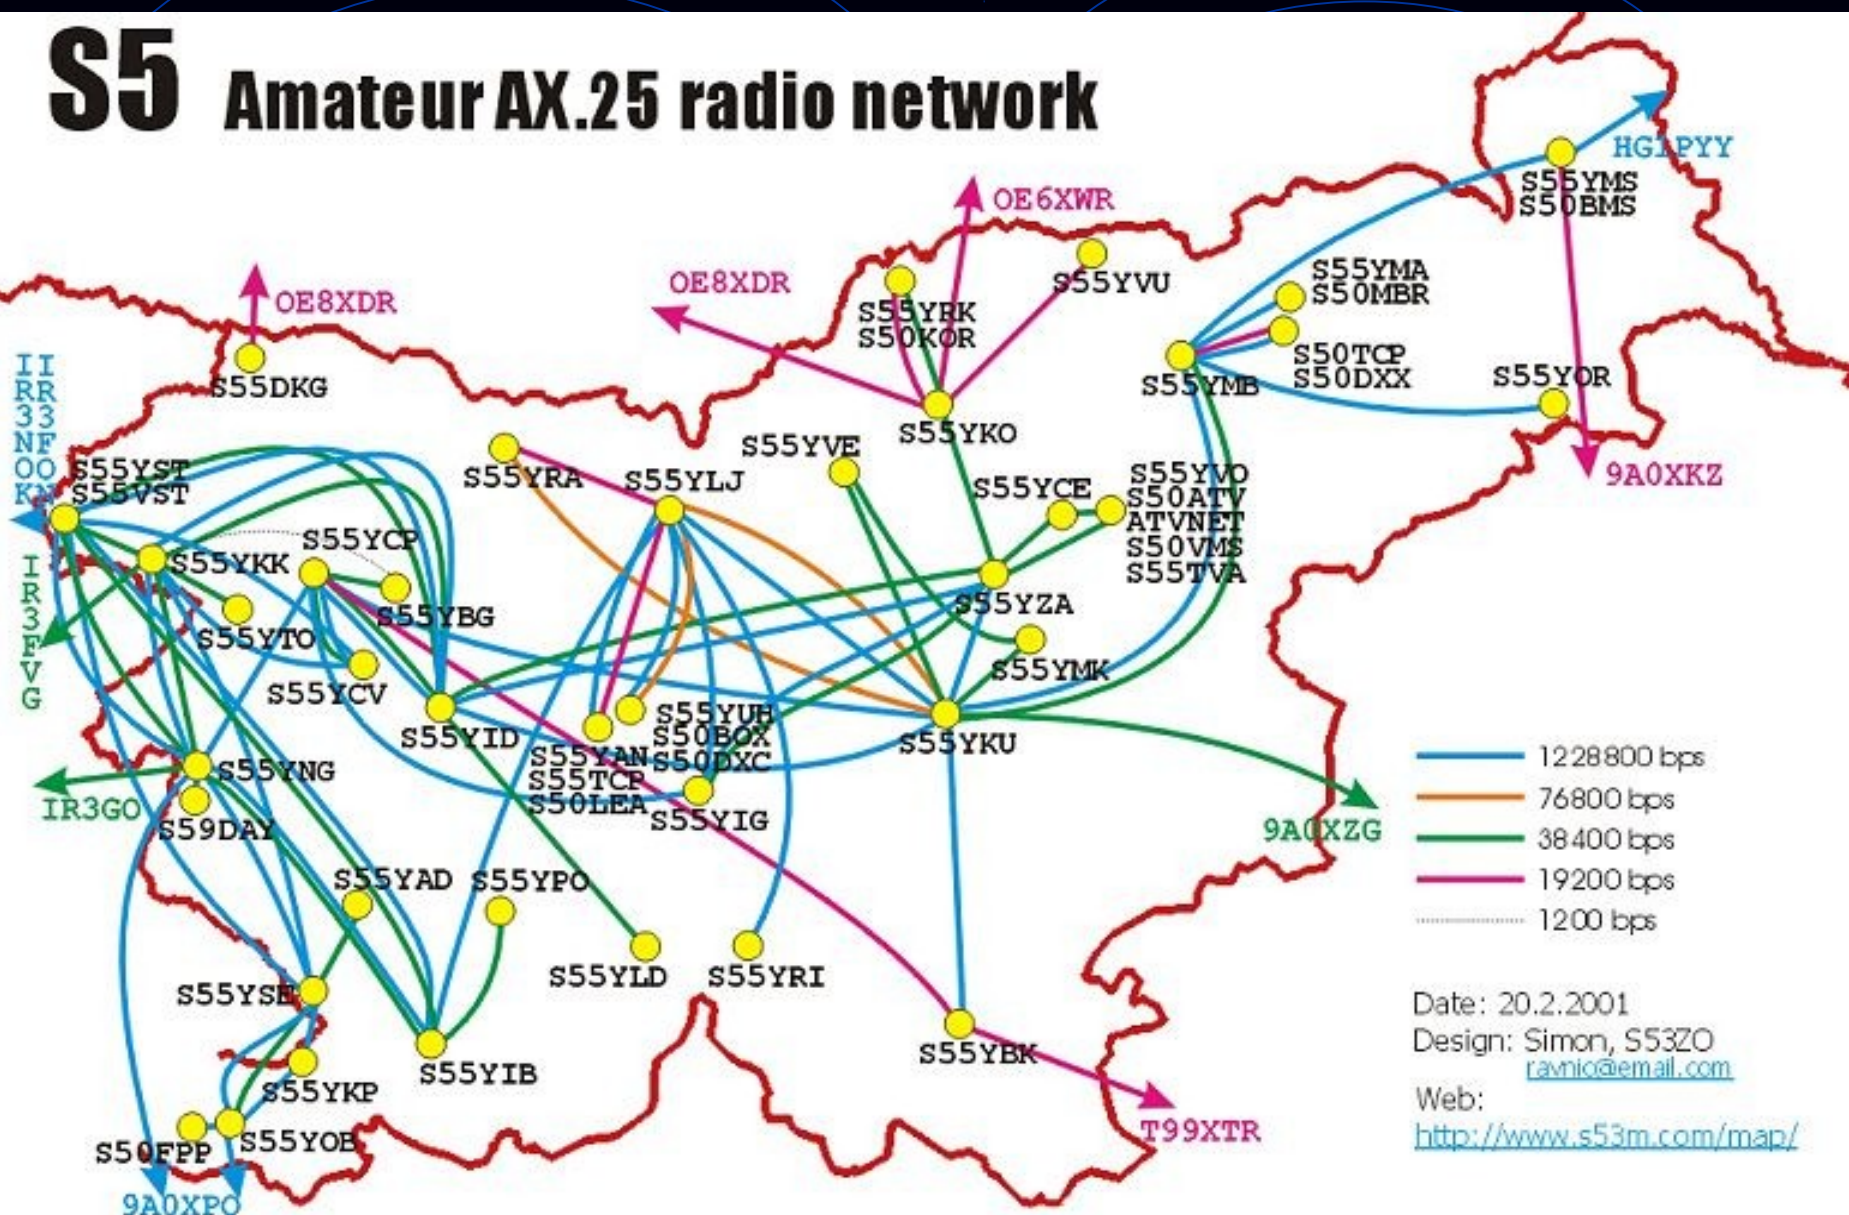 S5 Amateur AX.25 radio network
HG1PYY
S55YMS
S50BMS
OE6XWR
OE8XDR
S55YVU
S55YMA
S50MBR
OE8XDR
S55YRK
S50KOR
S50TCP
S50DXX
S55DKG
S55YMB
S55YOR
IR3NOK
IR3FON
S55YKO
S55YVE
S55YST
S55VST
S55YRA
S55YLJ
S55YCE
S55YVO
S50ATV
ATVNET
S50VMS
S55TVA
9A0XKZ
S55YCP
S55YKK
IR3FVG
S55YBG
S55YZA
S55YTO
S55YMK
S55YCV
S55YID
S55YUH
S50BOX
S50DXC
S55YAN
S55TCP
S50LEA
S55YKU
1228800 bps
S55YNG
IR3GO
76800 bps
S59DAY
S55YIG
9A0XZG
38400 bps
S55YAD
S55YPO
19200 bps
1200 bps
S55YLD
S55YRI
S55YSE
Date: 20.2.2001
Design: Simon, S53ZO
ravnic@email.com
S55YBK
S55YIB
S55YKP
Web:
http://www.s53m.com/map/
T99XTR
S50FPP
S55YOB
9A0XPO